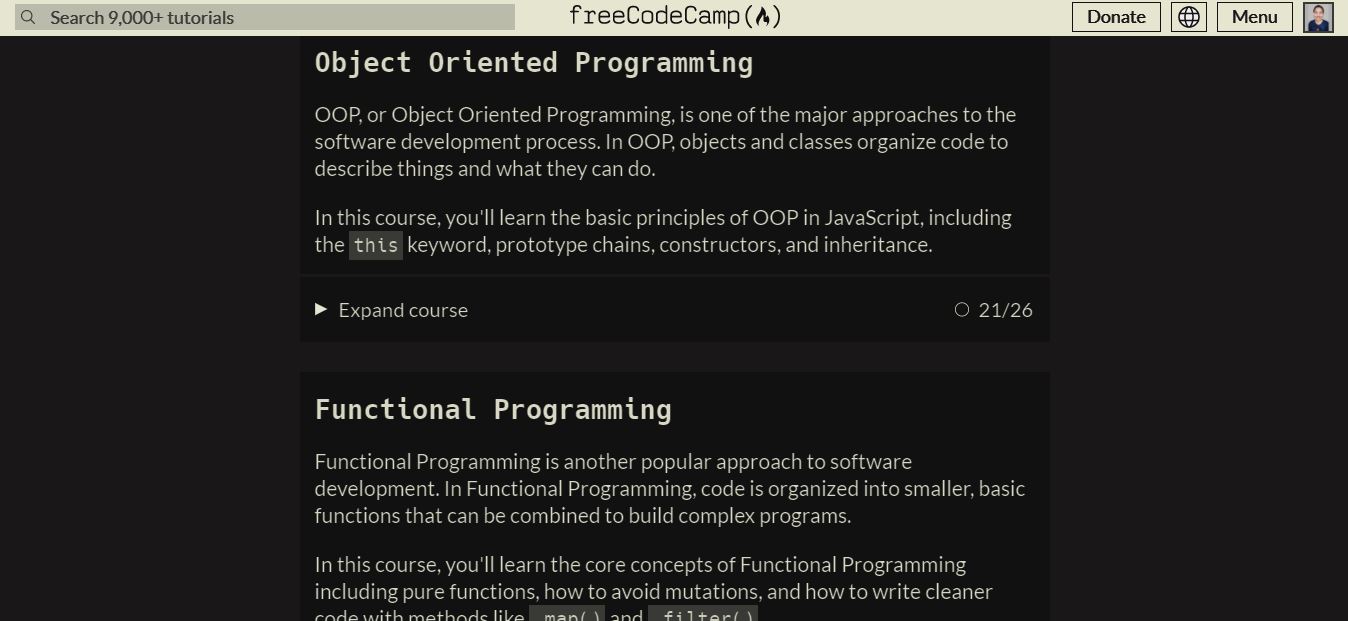 Search 9,000+ tutorials
freeCodeCamp
Donate
Menu
Object Oriented Programming
OOP, or Object Oriented Programming, is one of the major approaches to the
software development process. In OOP, objects and classes organize code to
describe things and what they can do.
In this course, you'll learn the basic principles of OOP in JavaScript, including
the this keyword, prototype chains, constructors, and inheritance.
Expand course
21/26
Functional Programming
Functional Programming is another popular approach to software
development. In Functional Programming, code is organized into smaller, basic
functions that can be combined to build complex programs.
In this course, you'll learn the core concepts of Functional Programming
including pure functions, how to avoid mutations, and how to write cleaner
code with methods like .map() and .filter()